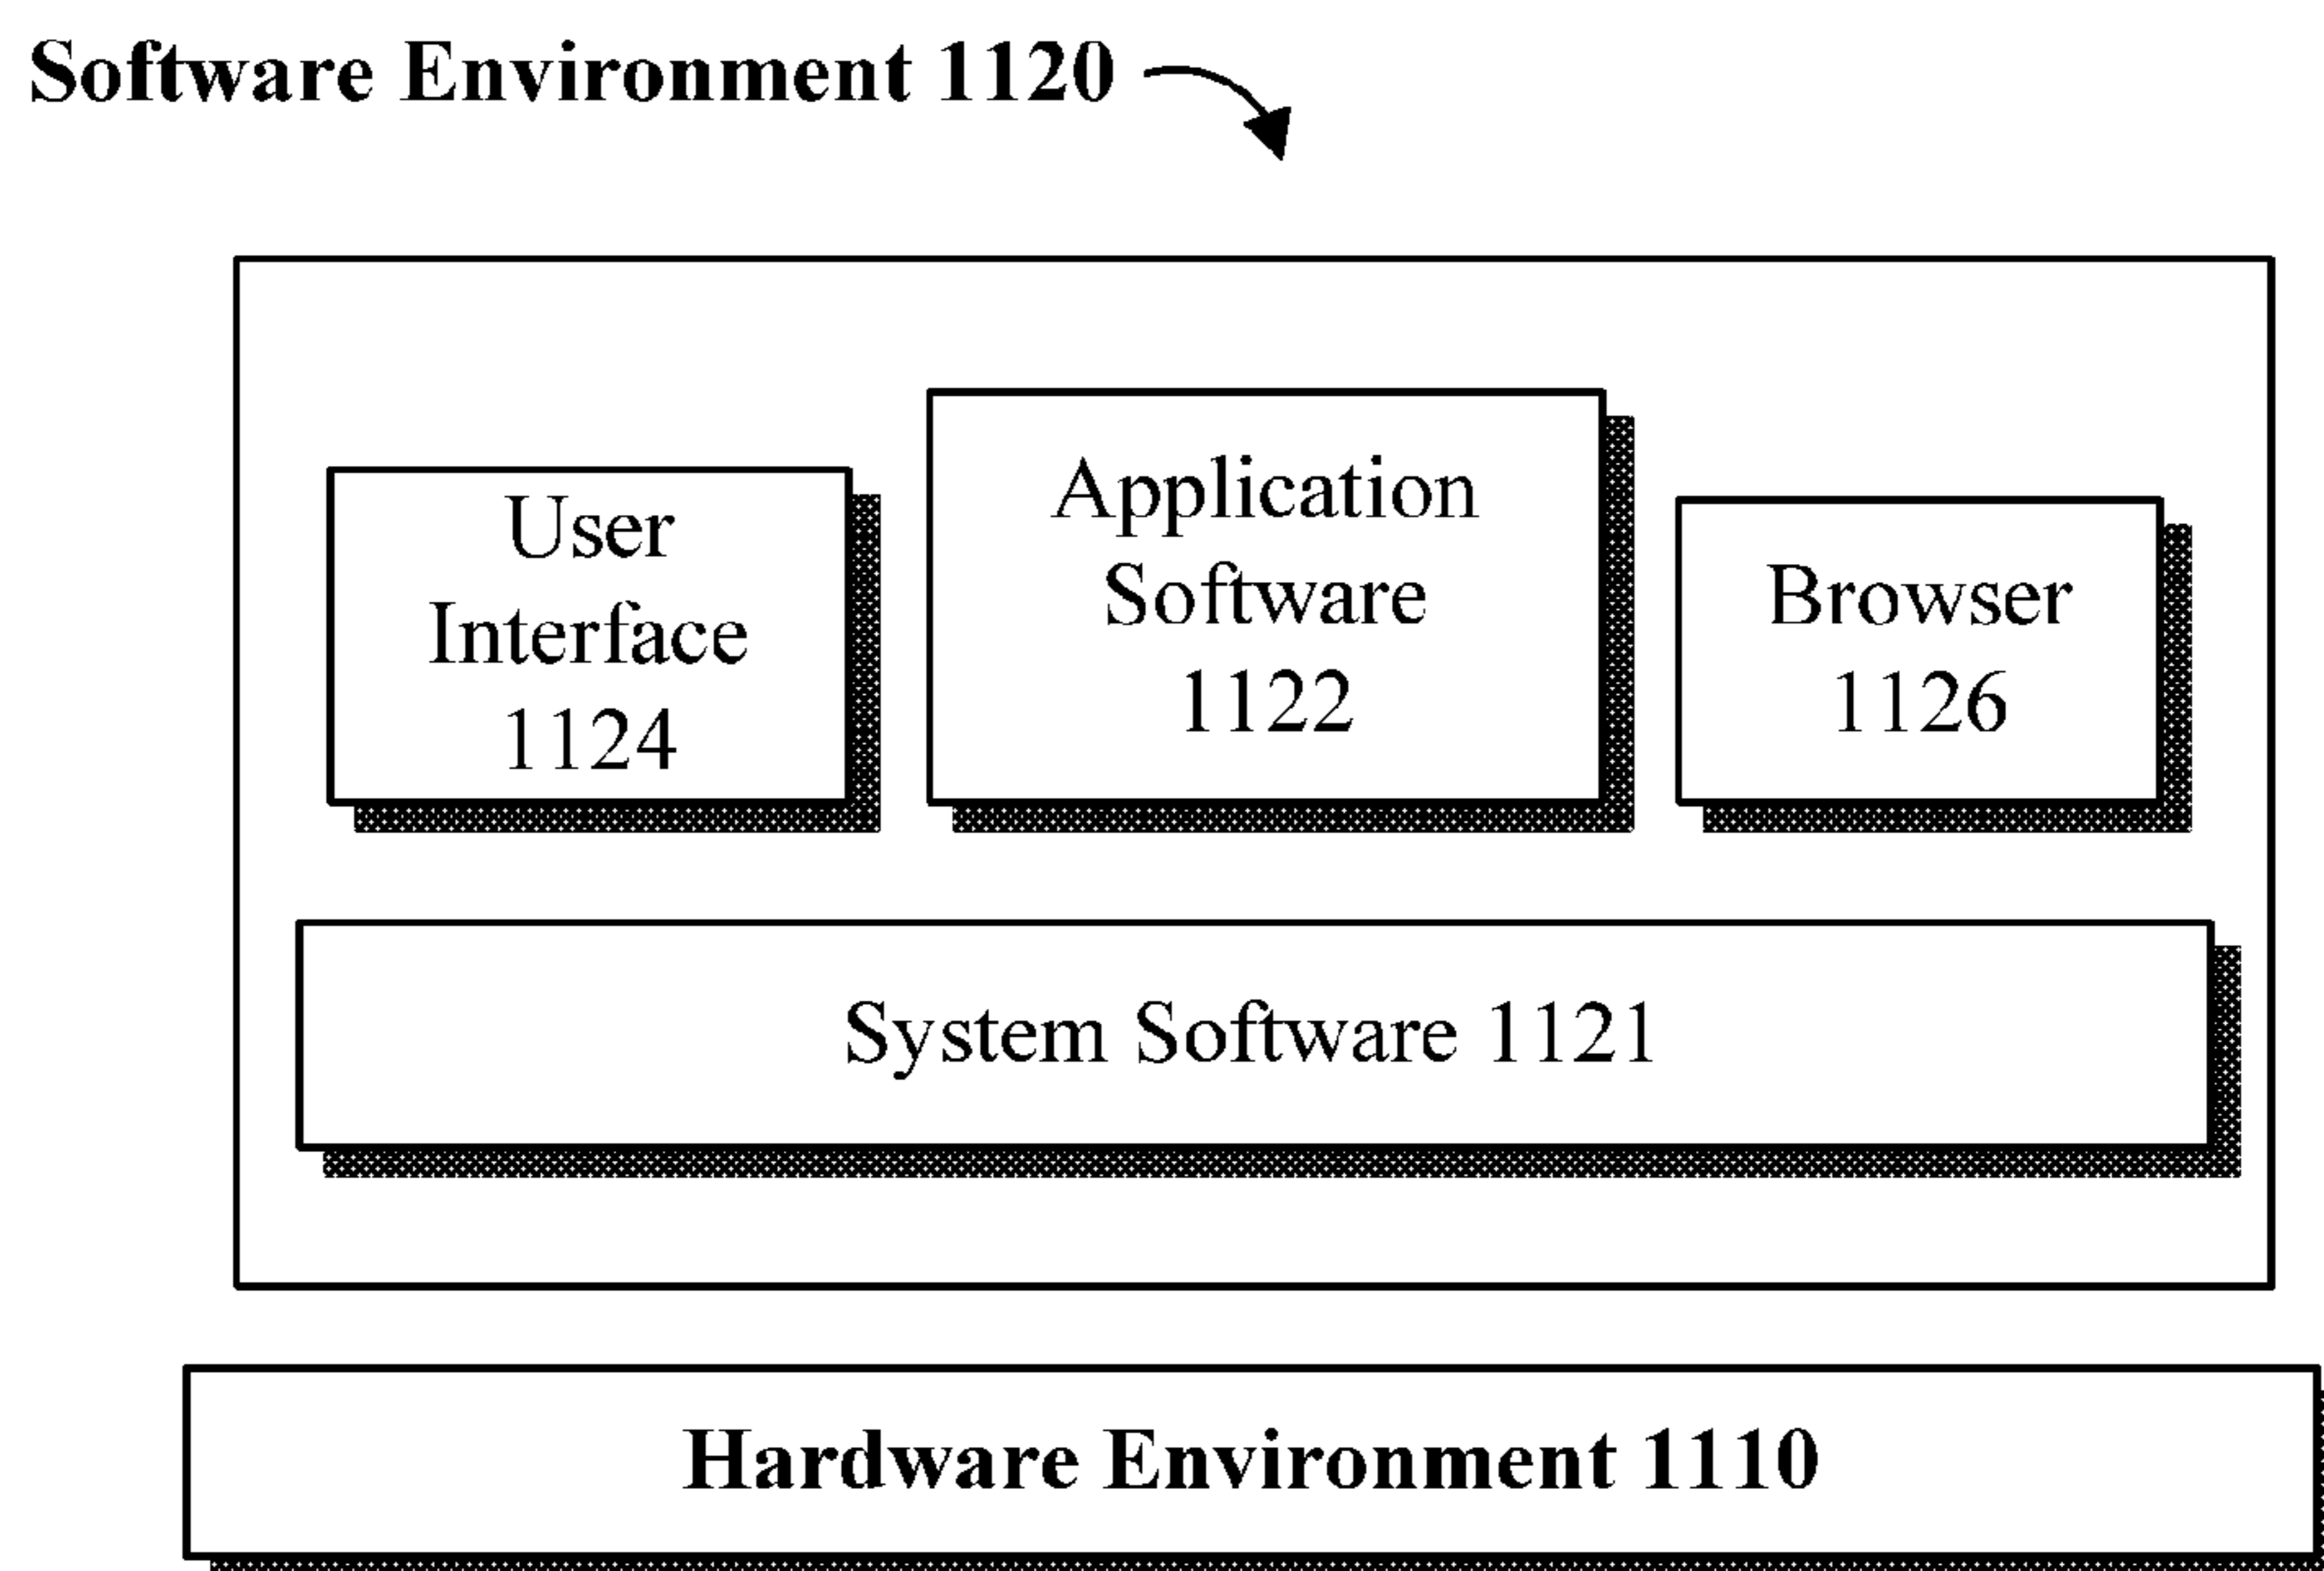 Software Environment 1120
User
Interface
1124
Application
Software
1122
Browser
1126
System Software 1121
Hardware Environment 1110